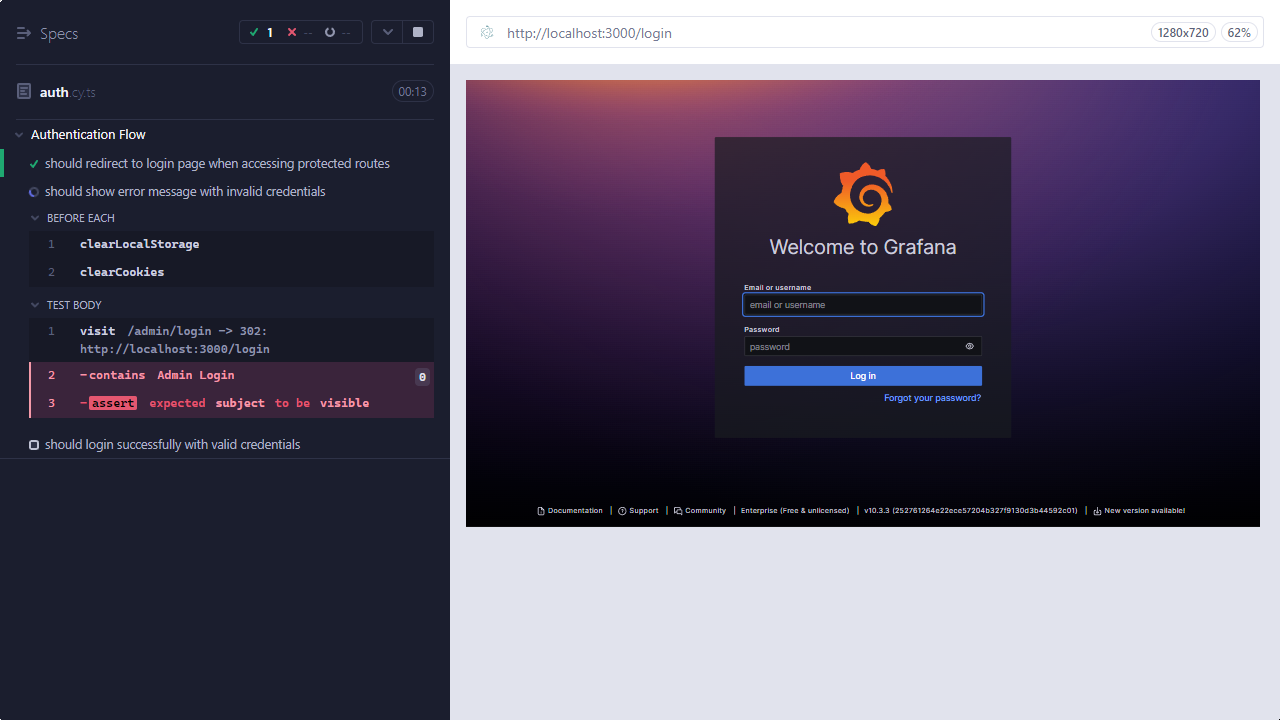 Specs
1 -- --
auth.cy.ts
00:13
Authentication Flow
should redirect to login page when accessing protected routes
should show error message with invalid credentials
BEFORE EACH
1 clearLocalStorage
2 clearCookies
TEST BODY
1 visit /admin/login -> 302:
http://localhost:3000/login
2 -contains Admin Login 0
3 -assert expected subject to be visible
should login successfully with valid credentials
http://localhost:3000/login
1280x720
62%
Welcome to Grafana
Email or username
email or username
Password
password
Log in
Forgot your password?
Documentation | Support | Community | Enterprise (Free & unlicensed) | v10.3.3 (252761264e22ece57204b327f9130d3b44592c01) | New version available!